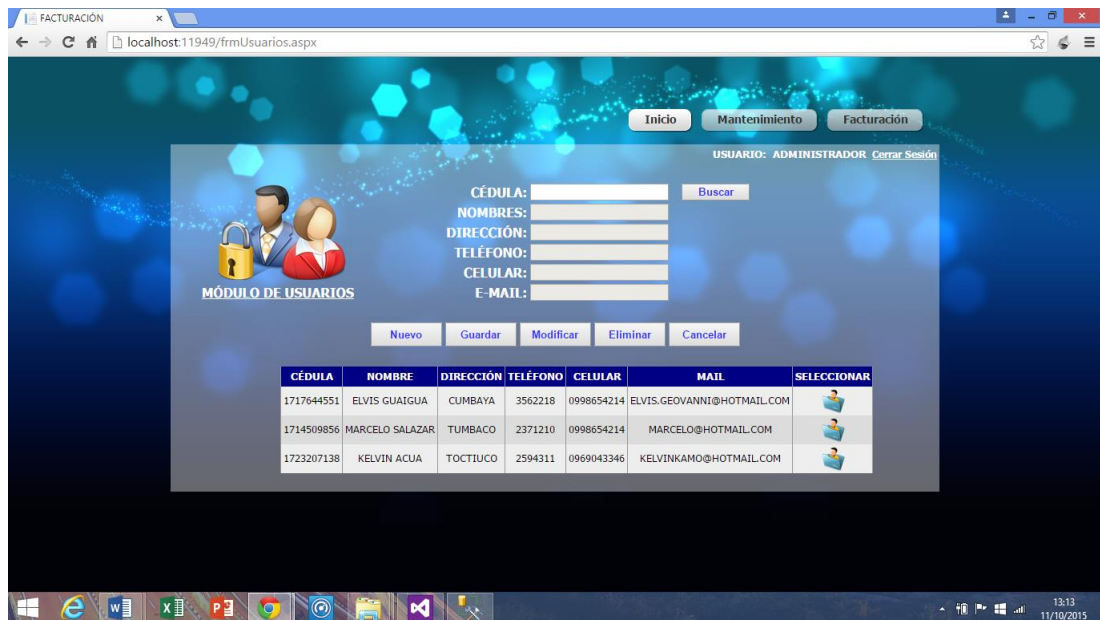 FACTURACIÓN
localhost:11949/frmUsuarios.aspx
Inicio Mantenimiento Facturación
USUARIO: ADMINISTRADOR Cerrar Sesión
CÉDULA: Buscar
NOMBRES:
DIRECCIÓN:
TELÉFONO:
CELULAR:
E-MAIL:
MÓDULO DE USUARIOS
Nuevo Guardar Modificar Eliminar Cancelar
CÉDULA NOMBRE DIRECCIÓN TELÉFONO CELULAR MAIL SELECCIONAR
1717644551 ELVIS GUAIGUA CUMBAYA 3562218 0998654214 ELVIS.GEOVANNI@HOTMAIL.COM
1714509856 MARCELO SALAZAR TUMBACO 2371210 0998654214 MARCELO@HOTMAIL.COM
1723207138 KELVIN ACUA TOCTIUCO 2594311 0969043346 KELVINKAMO@HOTMAIL.COM
13:13
11/10/2015